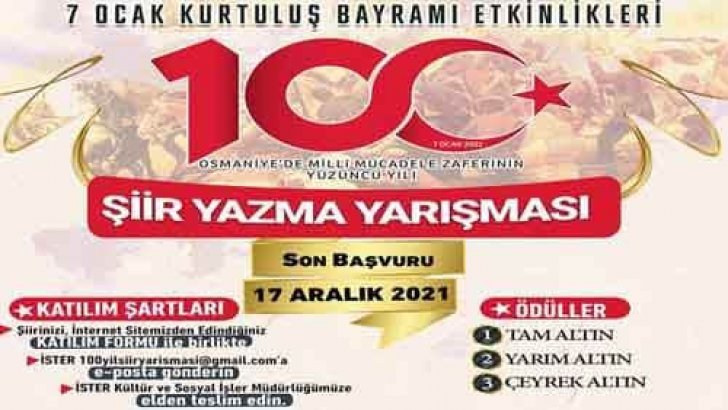 7 OCAK KURTULUŞ BAYRAMI ETKİNLİKLERİ
100
7 OCAK 2022
OSMANİYE'DE MİLLİ MÜCADELE ZAFERİNİN
YÜZÜNCÜ YILI
ŞİİR YAZMA YARIŞMASI
SON BAŞVURU
17 ARALIK 2021
KATILIM ŞARTLARI
Şiirinizi, İnternet Sitemizden Edindiğiniz
KATILIM FORMU ile birlikte
İSTER 100yilsiiryarismasi@gmail.com'a
e-posta gönderin
İSTER Kültür ve Sosyal İşler Müdürlüğümüze
elden teslim edin.
ÖDÜLLER
1 TAM ALTIN
2 YARIM ALTIN
3 ÇEYREK ALTIN